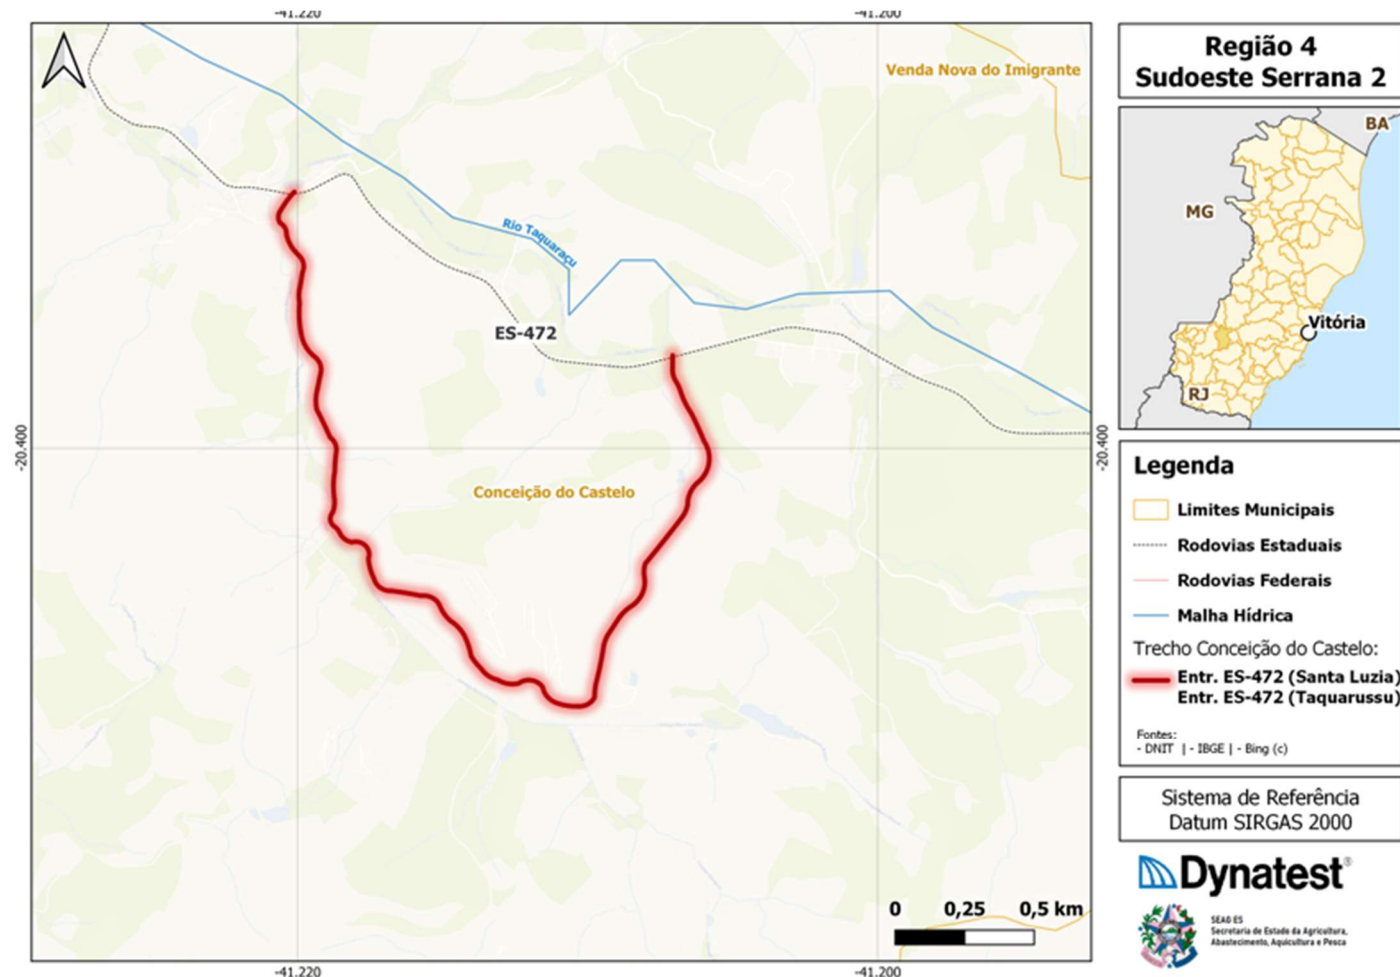 -41.220
-41.200
Venda Nova do Imigrante
Rio Taquaraçu
ES-472
-20.400
-20.400
Conceição do Castelo
0 0,25 0,5 km
-41.220
-41.200
Região 4
Sudoeste Serrana 2
BA
MG
Vitória
RJ
Legenda
Limites Municipais
Rodovias Estaduais
Rodovias Federais
Malha Hídrica
Trecho Conceição do Castelo:
Entr. ES-472 (Santa Luzia)
Entr. ES-472 (Taquarussu)
Fontes:
- DNIT | - IBGE | - Bing (c)
Sistema de Referência
Datum SIRGAS 2000
Dynatest®
SEAG ES
Secretaria de Estado da Agricultura,
Abastecimento, Aquicultura e Pesca